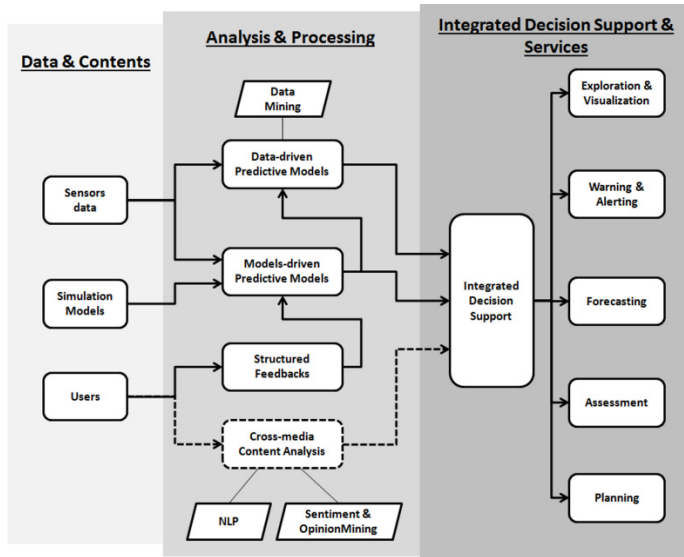 Data & Contents
Sensors
data
Simulation
Models
Users
Analysis & Processing
Data
Mining
Data-driven
Predictive Models
Models-driven
Predictive Models
Structured
Feedbacks
Cross-media
Content Analysis
NLP
Sentiment &
OpinionMining
Integrated Decision Support &
Services
Integrated
Decision
Support
Exploration &
Visualization
Warning &
Alerting
Forecasting
Assessment
Planning